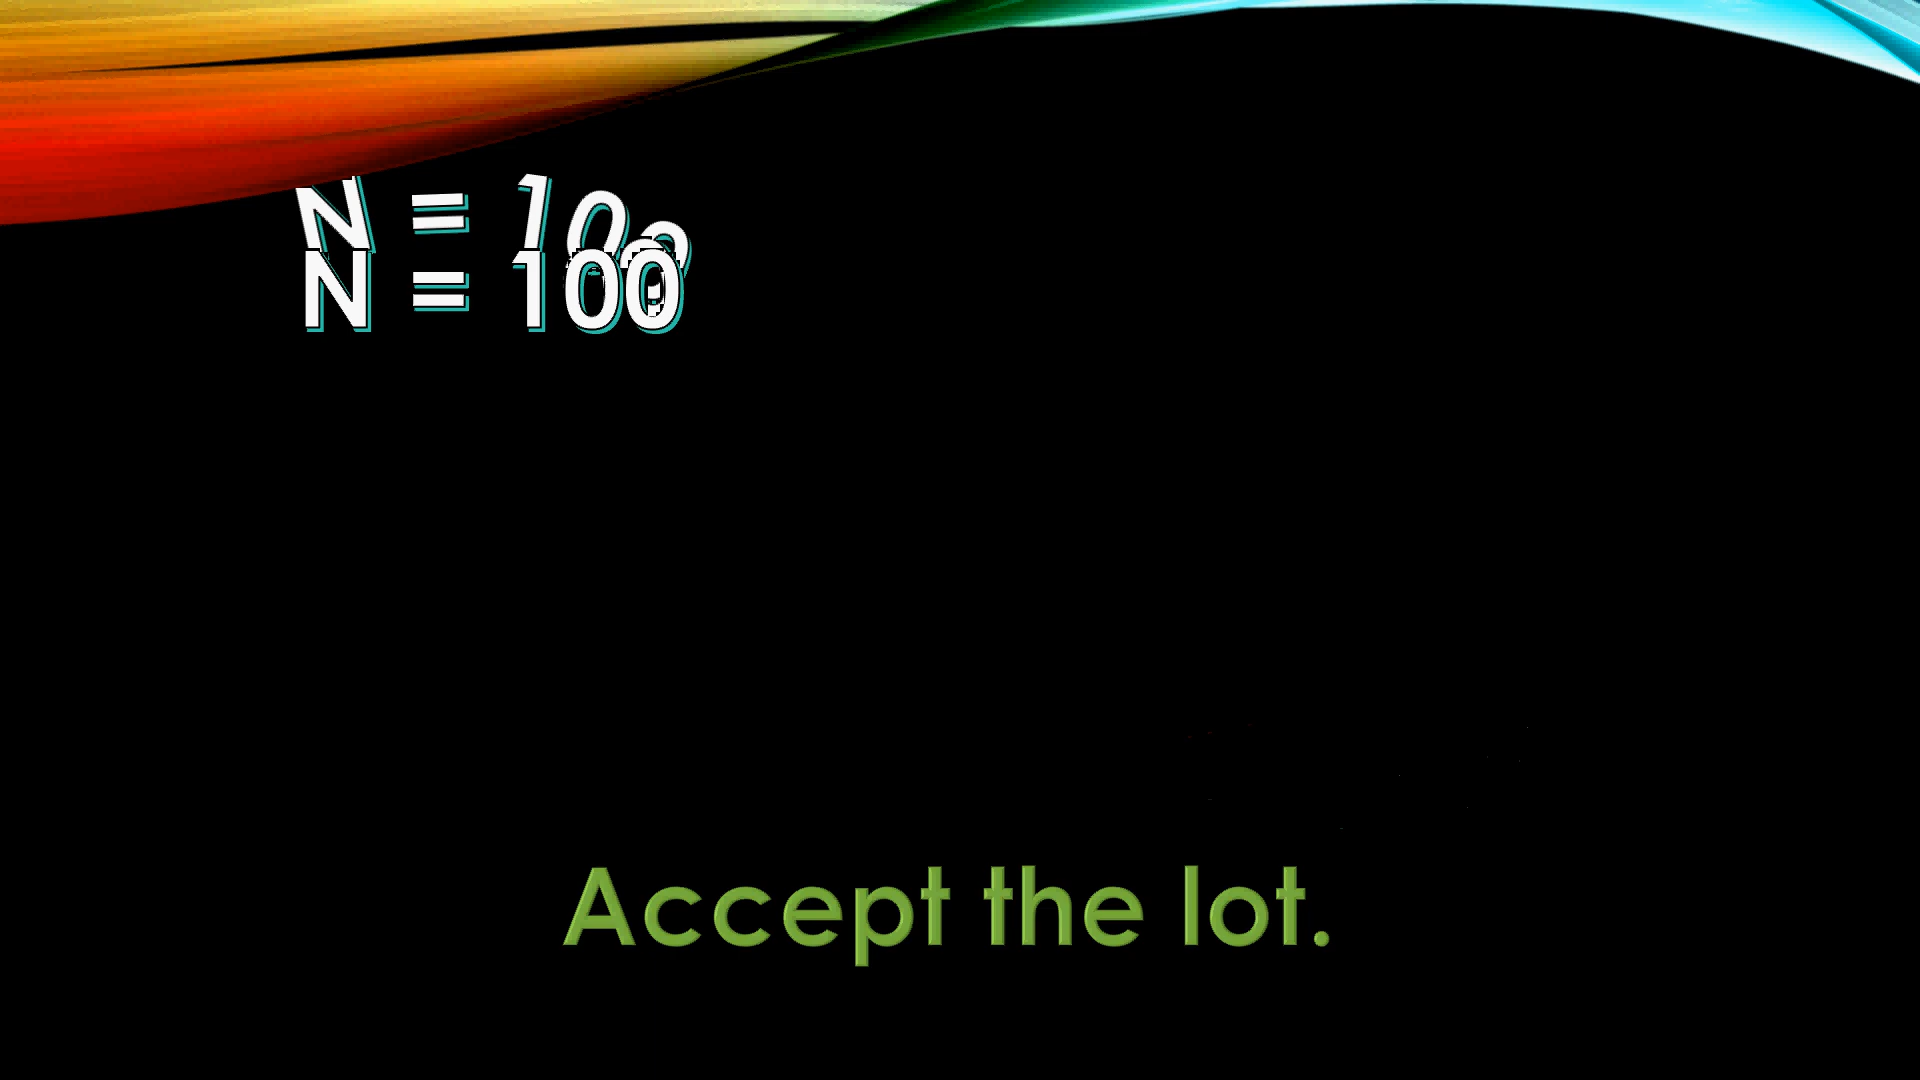 N = 100
N = 100
Accept the lot.